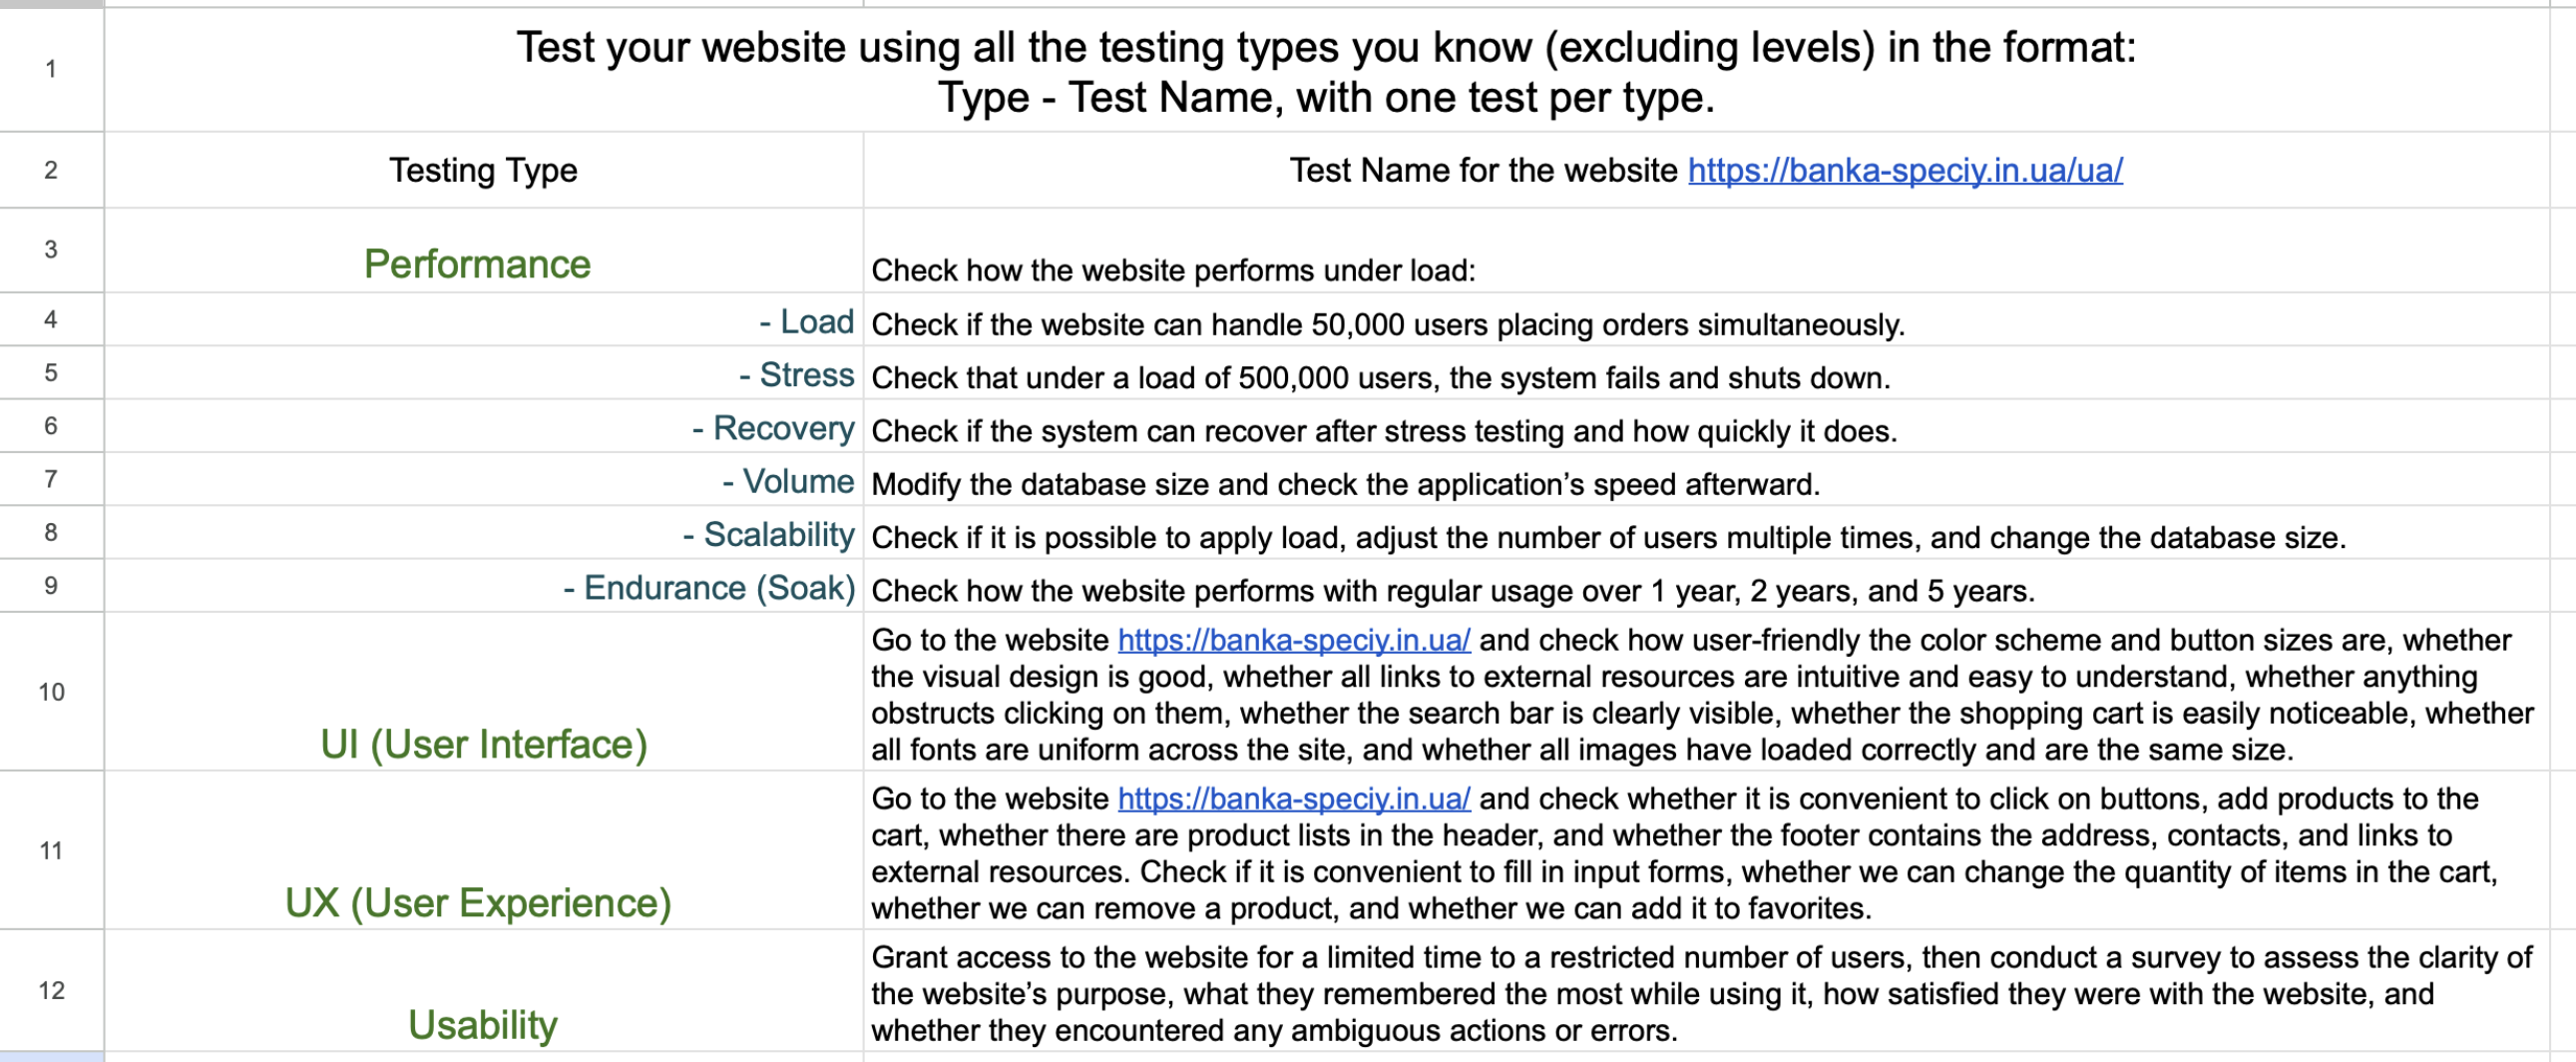 1
Test your website using all the testing types you know (excluding levels) in the format:
Type - Test Name, with one test per type.
2
Testing Type
Test Name for the website https://banka-speciy.in.ua/ua/
3
Performance
Check how the website performs under load:
4
- Load
Check if the website can handle 50,000 users placing orders simultaneously.
5
- Stress
Check that under a load of 500,000 users, the system fails and shuts down.
6
- Recovery
Check if the system can recover after stress testing and how quickly it does.
7
- Volume
Modify the database size and check the application’s speed afterward.
8
- Scalability
Check if it is possible to apply load, adjust the number of users multiple times, and change the database size.
9
- Endurance (Soak)
Check how the website performs with regular usage over 1 year, 2 years, and 5 years.
10
UI (User Interface)
Go to the website https://banka-speciy.in.ua/ and check how user-friendly the color scheme and button sizes are, whether
the visual design is good, whether all links to external resources are intuitive and easy to understand, whether anything
obstructs clicking on them, whether the search bar is clearly visible, whether the shopping cart is easily noticeable, whether
all fonts are uniform across the site, and whether all images have loaded correctly and are the same size.
11
UX (User Experience)
Go to the website https://banka-speciy.in.ua/ and check whether it is convenient to click on buttons, add products to the
cart, whether there are product lists in the header, and whether the footer contains the address, contacts, and links to
external resources. Check if it is convenient to fill in input forms, whether we can change the quantity of items in the cart,
whether we can remove a product, and whether we can add it to favorites.
12
Usability
Grant access to the website for a limited time to a restricted number of users, then conduct a survey to assess the clarity of
the website’s purpose, what they remembered the most while using it, how satisfied they were with the website, and
whether they encountered any ambiguous actions or errors.